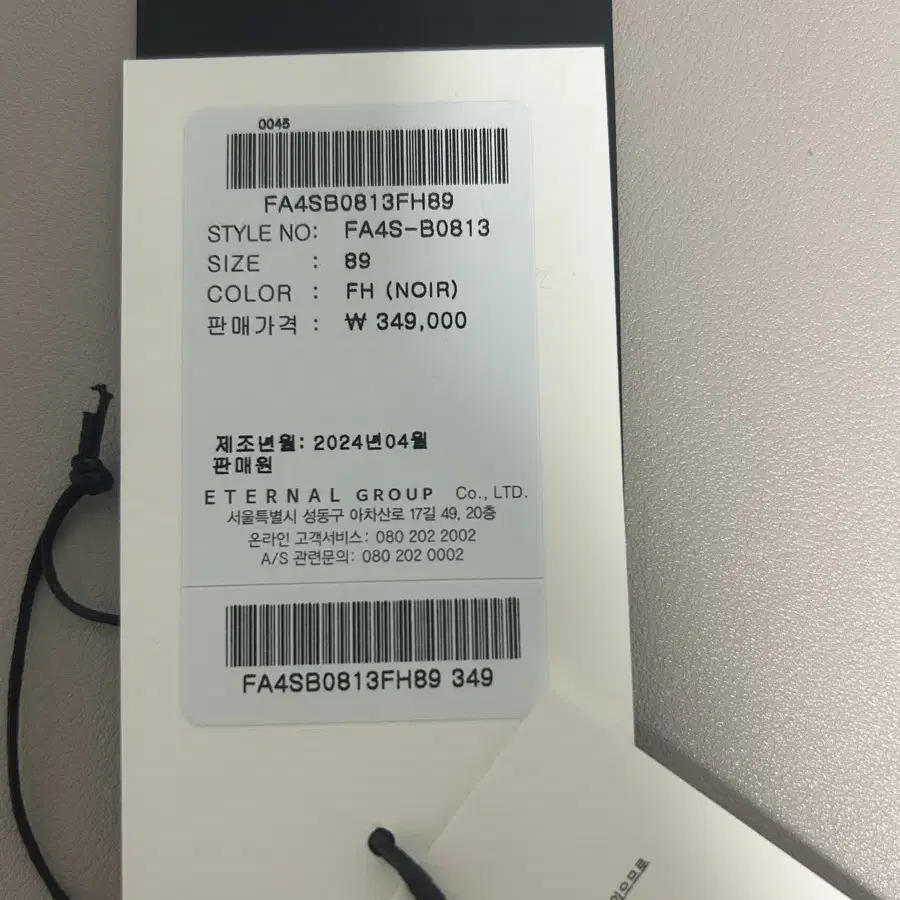 0045
FA4SB0813FH89
STYLE NO: FA4S-B0813
SIZE : 89
COLOR : FH (NOIR)
판매가격 : ₩ 349,000
제조년월: 2024년04월
판매원
ETERNAL GROUP Co., LTD.
서울특별시 성동구 아차산로 17길 49, 20층
온라인 고객서비스: 080 202 2002
A/S 관련문의: 080 202 0002
FA4SB0813FH89 349